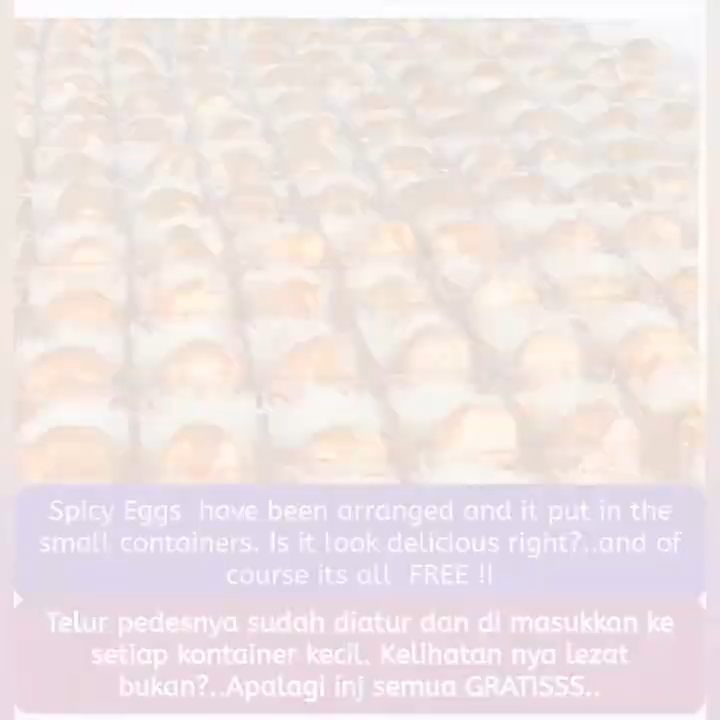 Spicy Eggs have been arranged and it put in the
small containers. Is it look delicious right?..and of
course its all FREE !!
Telur pedesnya sudah diatur dan di masukkan ke
setiap kontainer kecil. Kelihatan nya lezat
bukan?..Apalagi inj semua GRATISSS..